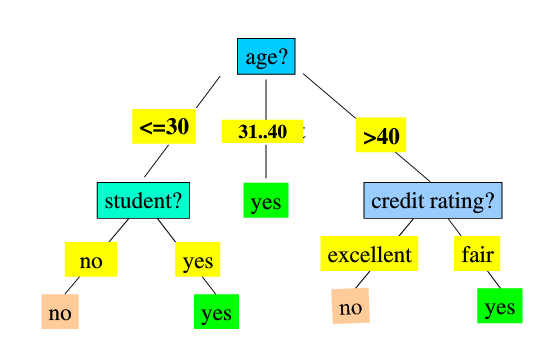 age?
<=30
31..40
>40
student?
yes
credit rating?
no
yes
excellent
fair
no
yes
no
yes